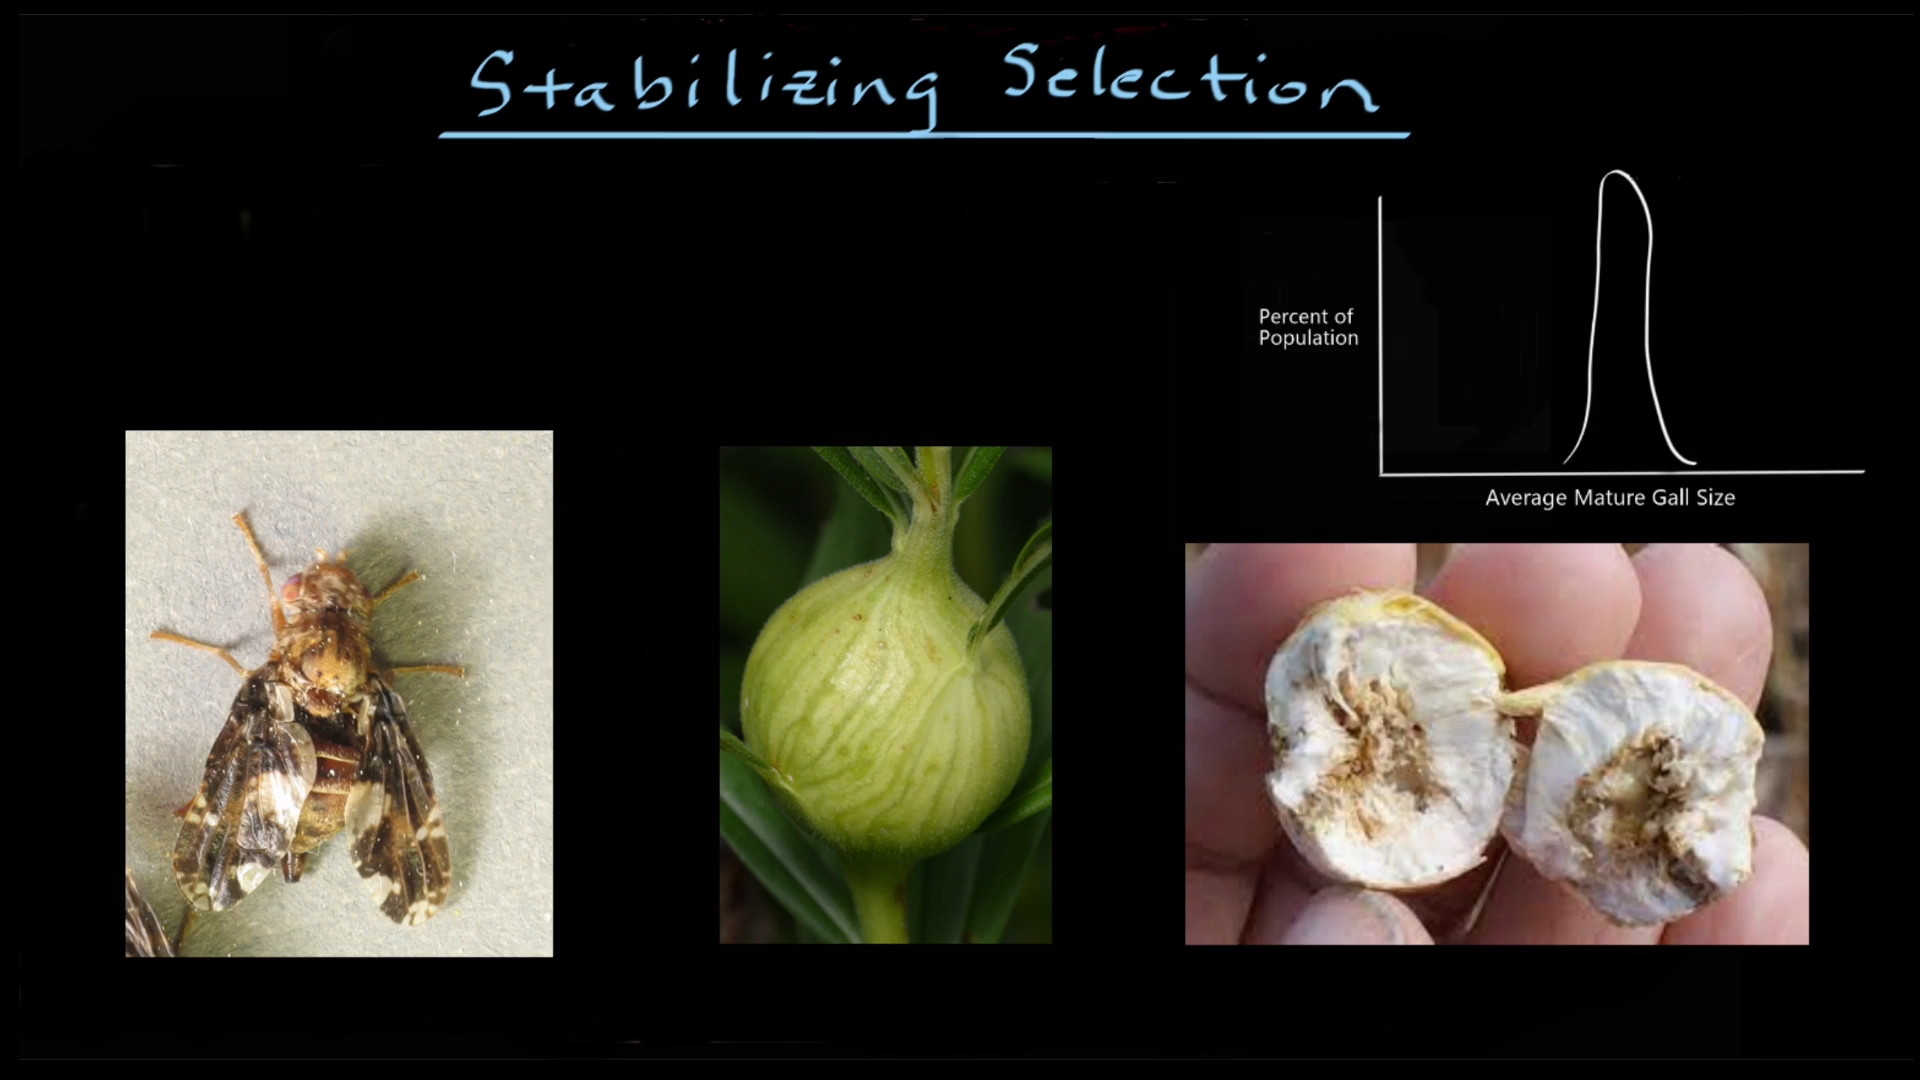 Stabilizing Selection
Percent of
Population
Average Mature Gall Size